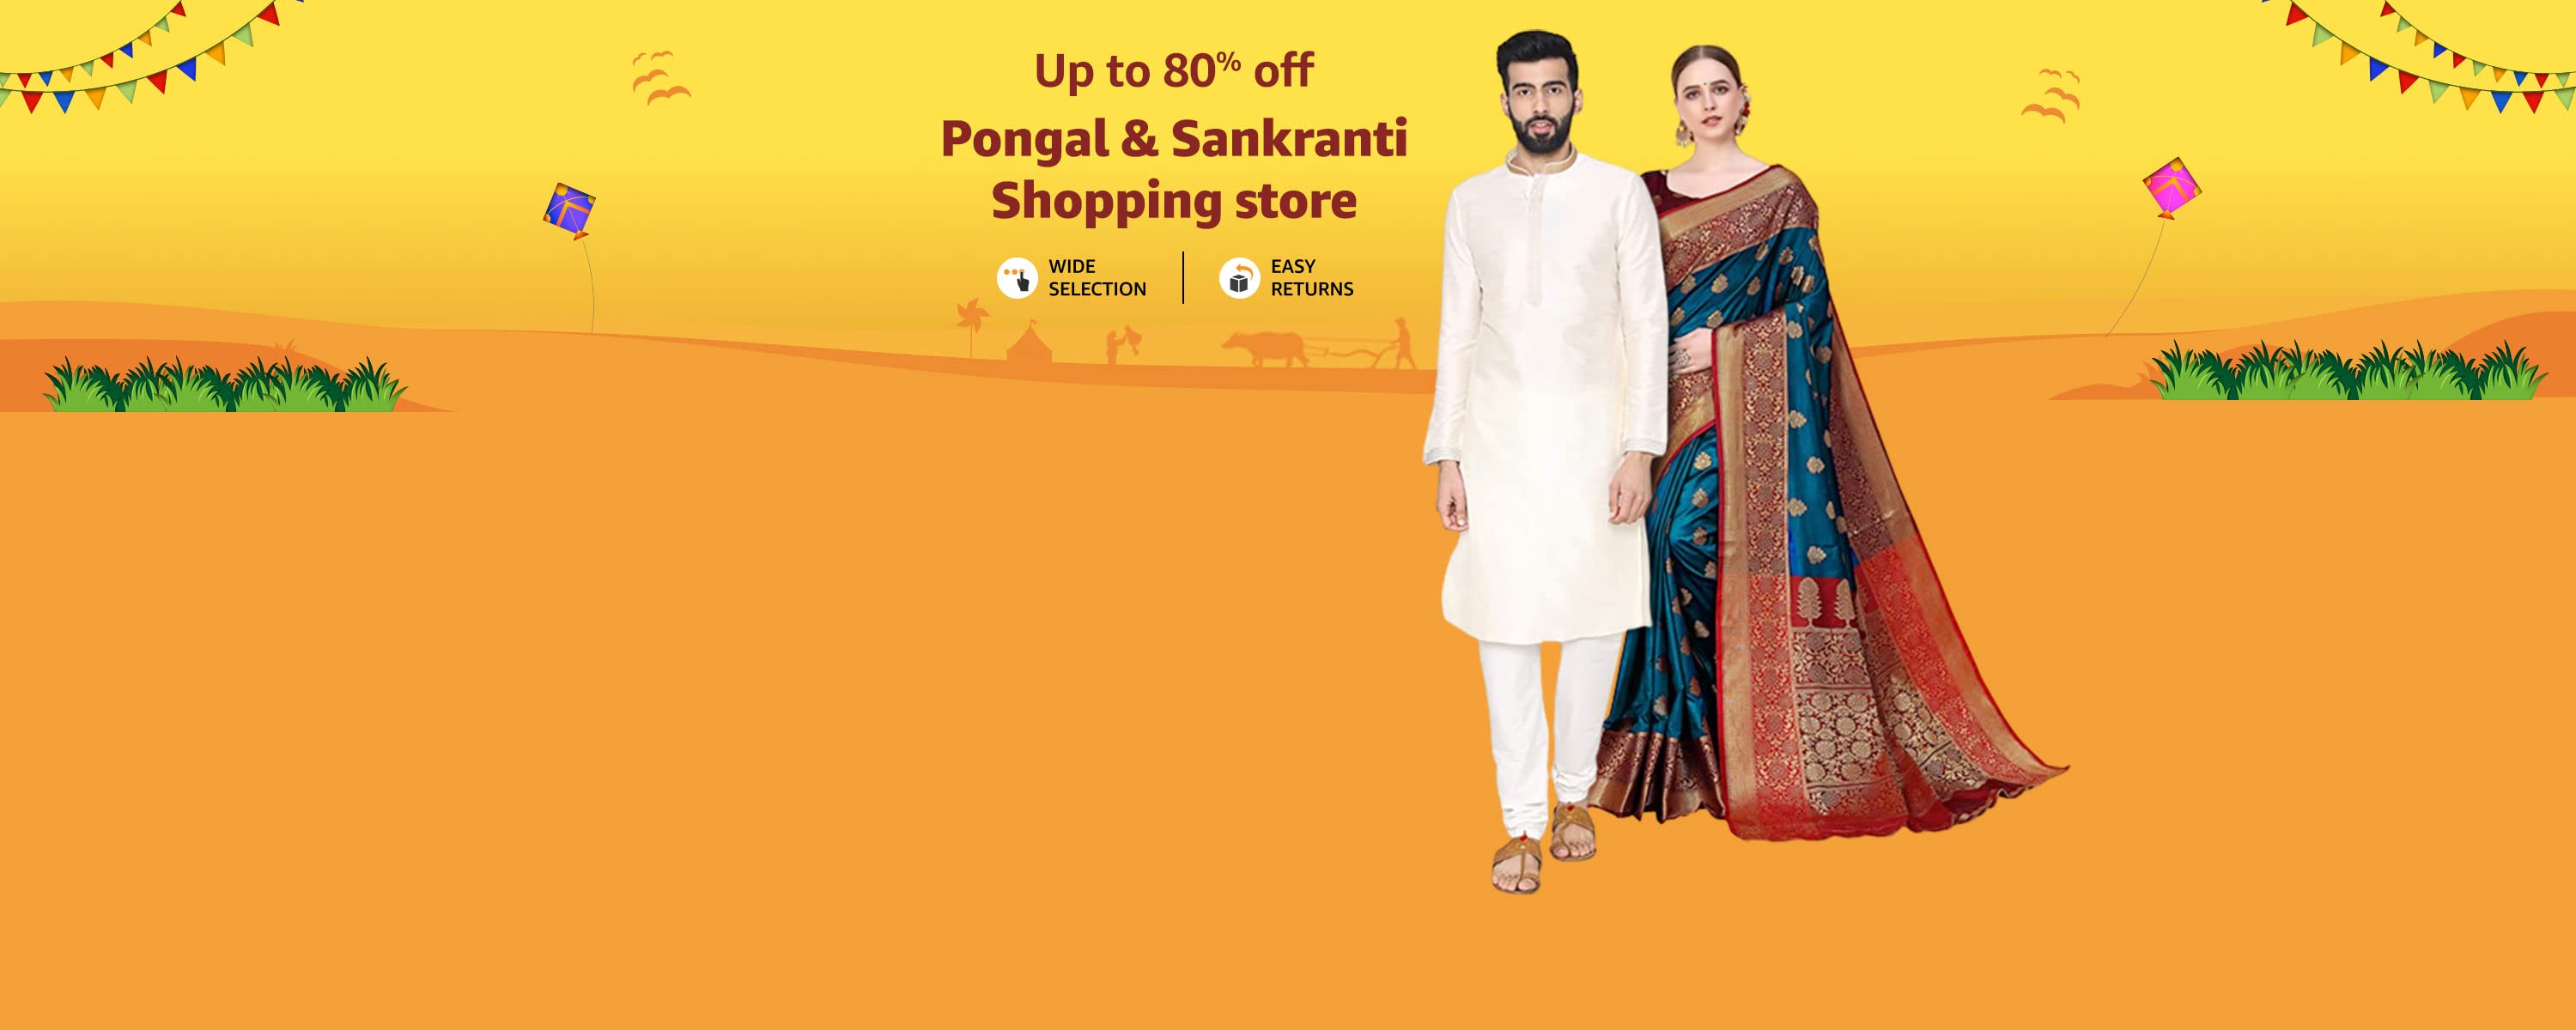 Up to 80% off
Pongal & Sankranti
Shopping store
WIDE
SELECTION
EASY
RETURNS